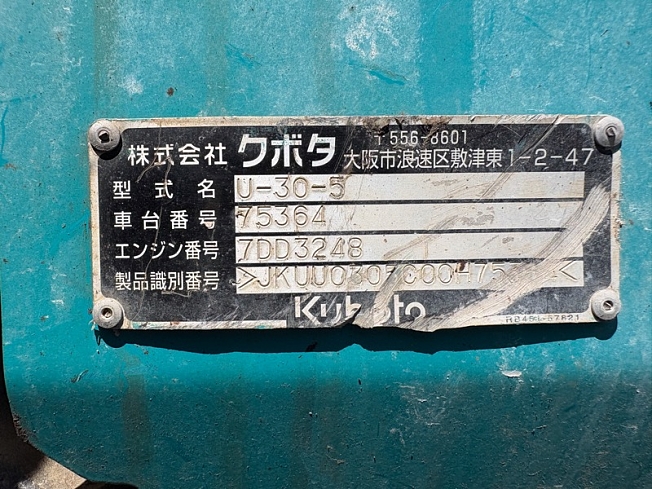 〒556-8601
株式会社 クボタ 大阪市浪速区敷津東1-2-47
型式名 U-30-5
車台番号 75364
エンジン番号 7DD3248
製品識別番号
Kubota